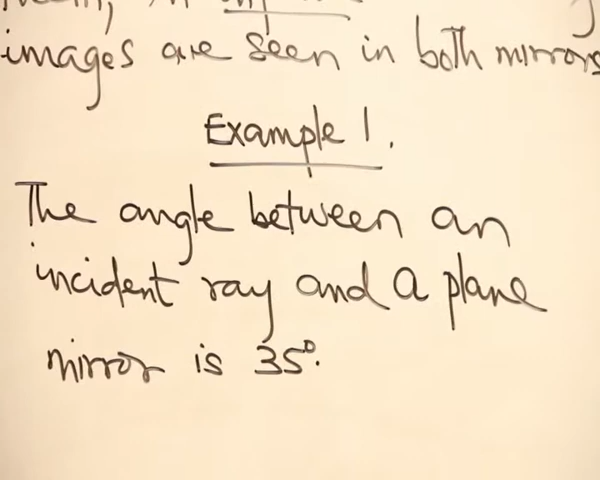 images are seen in both mirrors
Example 1.
The angle between an
incident ray and a plane
mirror is 35°.